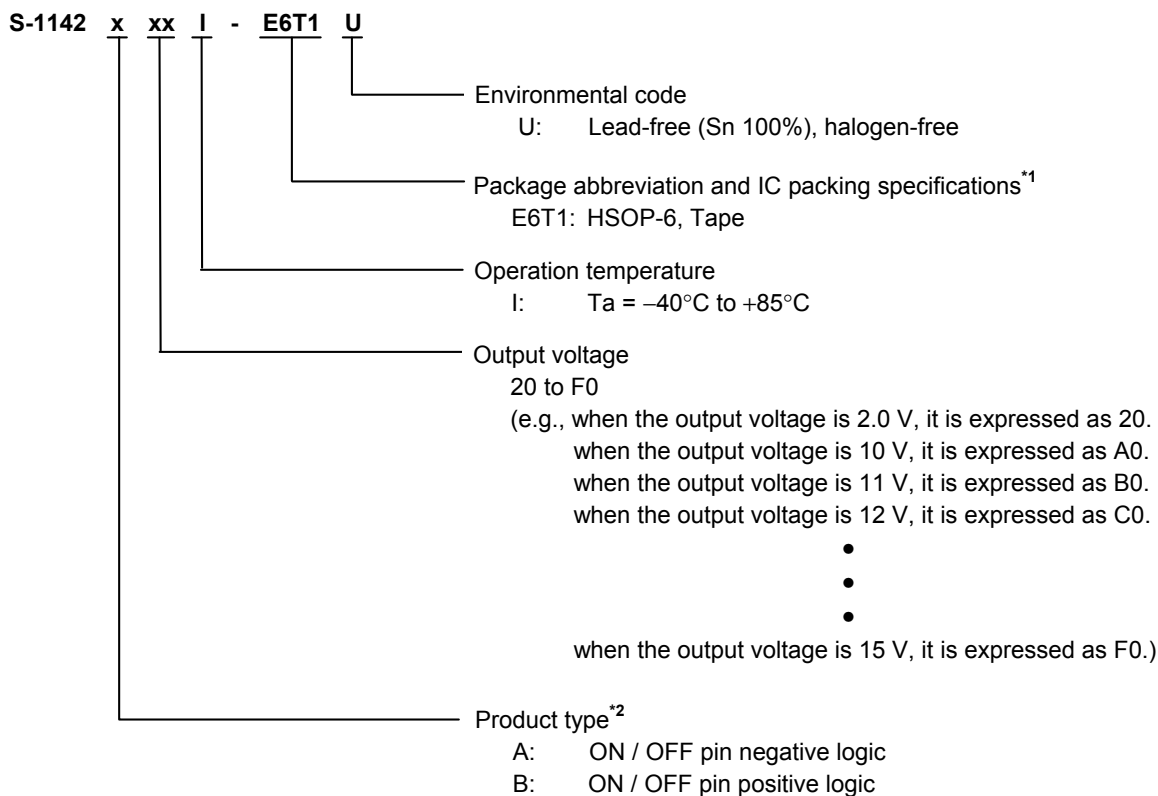 S-1142 x xx I - E6T1 U
Environmental code
U: Lead-free (Sn 100%), halogen-free
Package abbreviation and IC packing specifications*1
E6T1: HSOP-6, Tape
Operation temperature
I: Ta = −40°C to +85°C
Output voltage
20 to F0
(e.g., when the output voltage is 2.0 V, it is expressed as 20.
when the output voltage is 10 V, it is expressed as A0.
when the output voltage is 11 V, it is expressed as B0.
when the output voltage is 12 V, it is expressed as C0.
•
•
•
when the output voltage is 15 V, it is expressed as F0.)
Product type*2
A: ON / OFF pin negative logic
B: ON / OFF pin positive logic